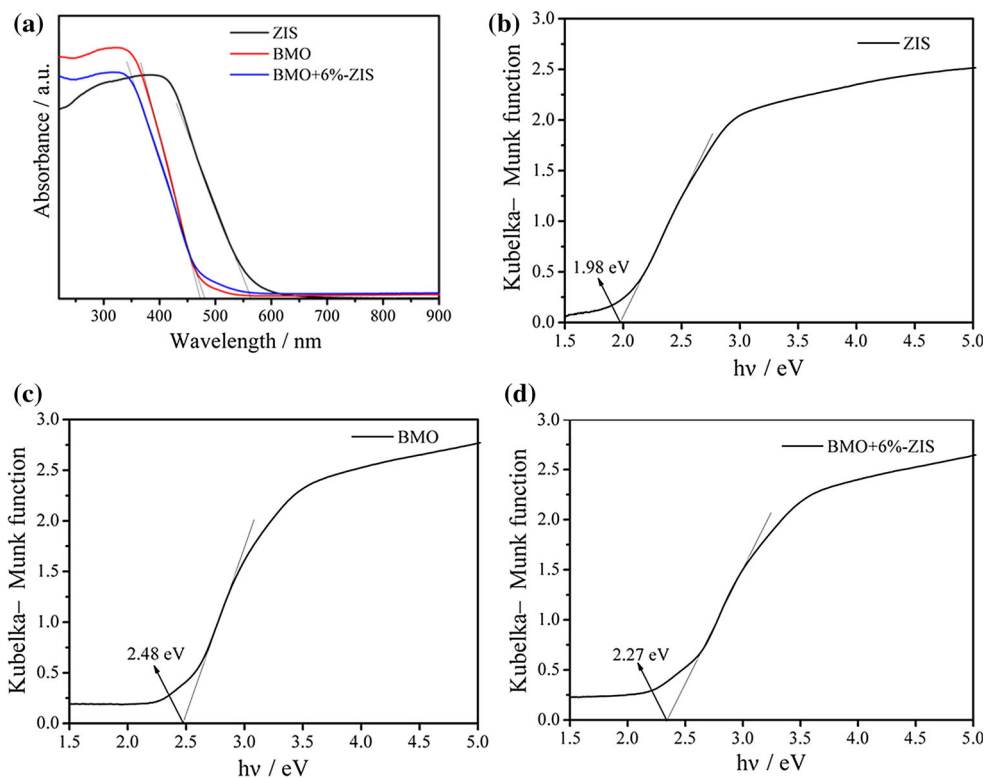 (a)
ZIS
BMO
BMO+6%-ZIS
Absorbance / a.u.
300 400 500 600 700 800 900
Wavelength / nm
(b)
ZIS
3.0
2.5
2.0
1.5
1.0
0.5
0.0
Kubelka– Munk function
1.98 eV
1.5 2.0 2.5 3.0 3.5 4.0 4.5 5.0
hν / eV
(c)
BMO
3.0
2.5
2.0
1.5
1.0
0.5
0.0
Kubelka– Munk function
2.48 eV
1.5 2.0 2.5 3.0 3.5 4.0 4.5 5.0
hν / eV
(d)
BMO+6%-ZIS
3.0
2.5
2.0
1.5
1.0
0.5
0.0
Kubelka– Munk function
2.27 eV
1.5 2.0 2.5 3.0 3.5 4.0 4.5 5.0
hν / eV